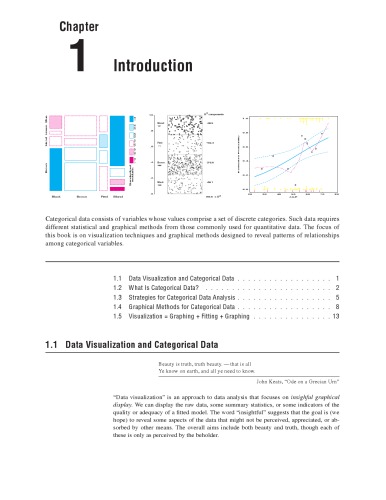 Chapter
1
Introduction
Categorical data consists of variables whose values comprise a set of discrete categories. Such data requires
different statistical and graphical methods from those commonly used for quantitative data. The focus of
this book is on visualization techniques and graphical methods designed to reveal patterns of relationships
among categorical variables.
1.1 Data Visualization and Categorical Data . . . . . . . . . . . . . . . . . . 1
1.2 What Is Categorical Data? . . . . . . . . . . . . . . . . . . . . . . . . 2
1.3 Strategies for Categorical Data Analysis . . . . . . . . . . . . . . . . . . 5
1.4 Graphical Methods for Categorical Data . . . . . . . . . . . . . . . . . . 8
1.5 Visualization = Graphing + Fitting + Graphing . . . . . . . . . . . . . . . 13
1.1 Data Visualization and Categorical Data
Beauty is truth, truth beauty. — that is all
Ye know on earth, and all ye need to know.
John Keats, “Ode on a Grecian Urn”
“Data visualization” is an approach to data analysis that focuses on insightful graphical
display. We can display the raw data, some summary statistics, or some indicators of the
quality or adequacy of a fitted model. The word “insightful” suggests that the goal is (we
hope) to reveal some aspects of the data that might not be perceived, appreciated, or ab-
sorbed by other means. The overall aims include both beauty and truth, though each of
these is only as perceived by the beholder.